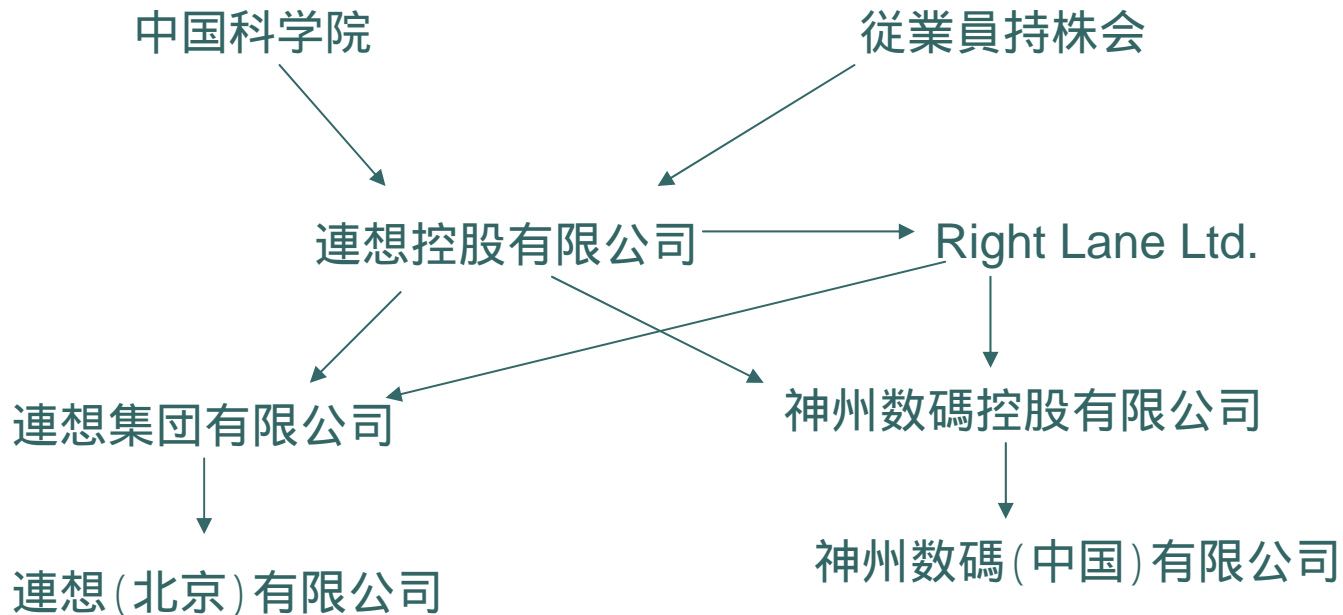 中国科学院
従業員持株会
連想控股有限公司
Right Lane Ltd.
連想集団有限公司
神州数碼控股有限公司
連想(北京)有限公司
神州数碼(中国)有限公司